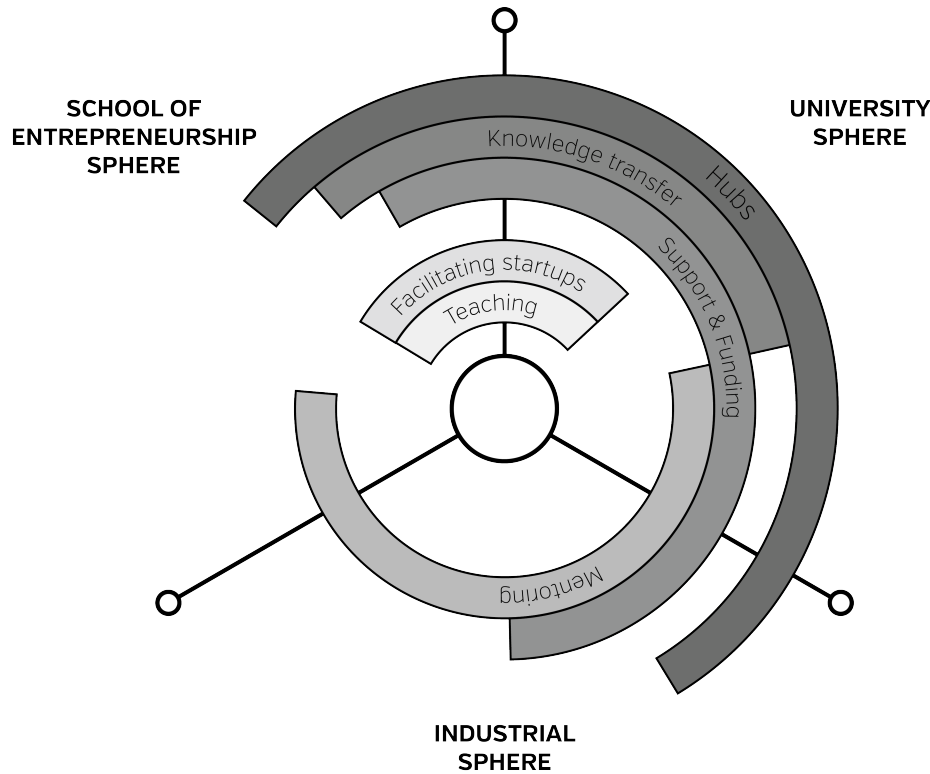 SCHOOL OF
ENTREPRENEURSHIP
SPHERE
UNIVERSITY
SPHERE
Knowledge transfer
Hubs
Support & Funding
Facilitating startups
Teaching
Mentoring
INDUSTRIAL
SPHERE